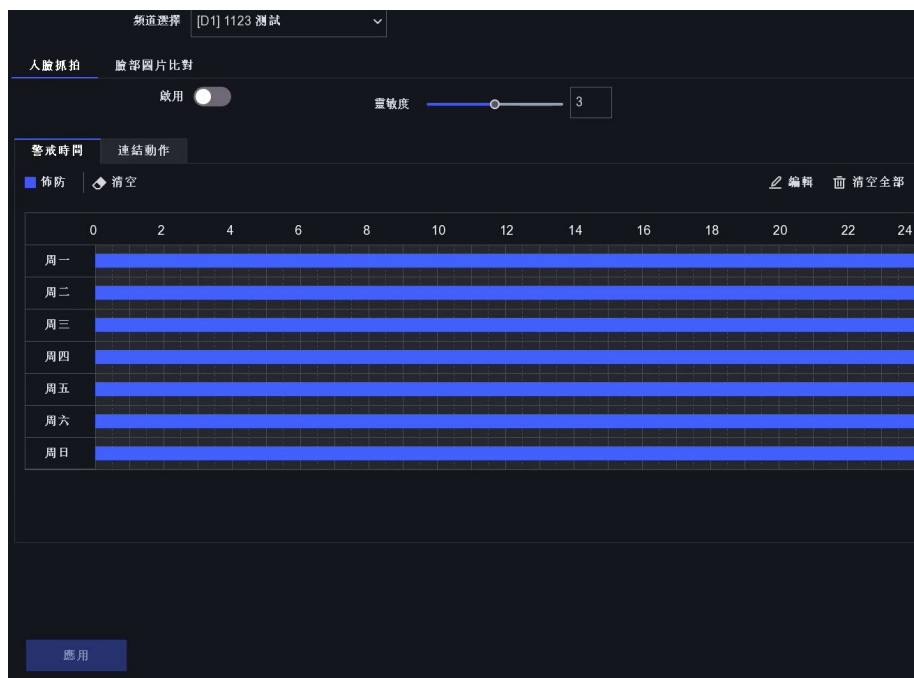 頻道選擇 [D1] 1123 測試
人臉抓拍 臉部圖片比對
啟用 靈敏度 3
警戒時間 連結動作
佈防 清空 編輯 清空全部
0 2 4 6 8 10 12 14 16 18 20 22 24
周一
周二
周三
周四
周五
周六
周日
應用